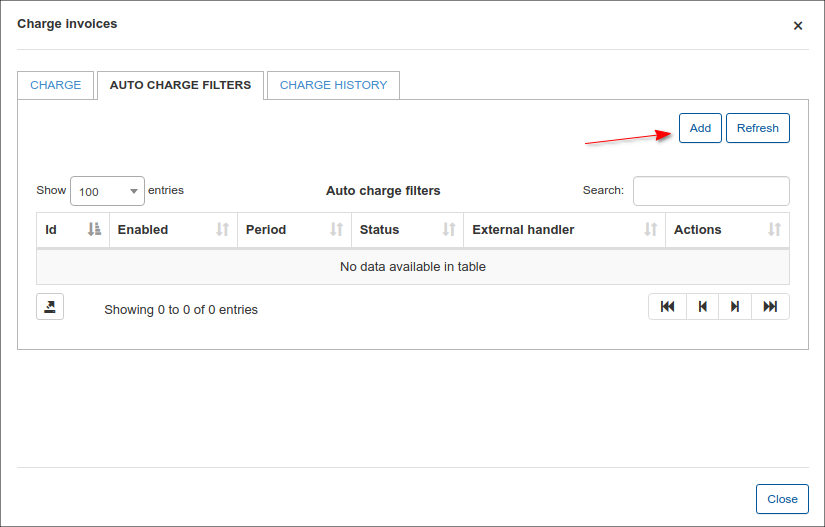 Charge invoices ×
CHARGE AUTO CHARGE FILTERS CHARGE HISTORY
Add Refresh
Show 100 entries Auto charge filters Search:
Id Enabled Period Status External handler Actions
No data available in table
Showing 0 to 0 of 0 entries
Close